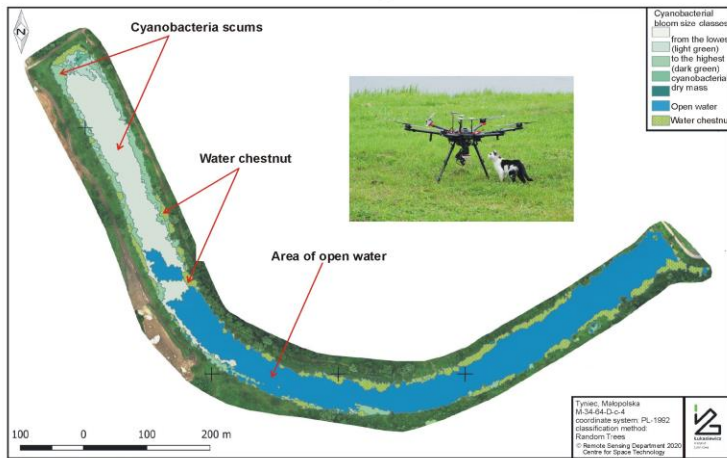 N
Cyanobacteria scums
Water chestnut
Area of open water
Cyanobacterial
bloom size classes
from the lower
(light green)
to the highest
(dark green)
cyanobacterial
dry mass
Open water
Water chestnut
100 0 100 200 m
Tyniec, Małopolska
M-34-64-D-c-4
coordinate system: PL-1992
classification method:
Random Trees
© Remote Sensing Department 2020
Centre for Space Technology
Łukasiewicz